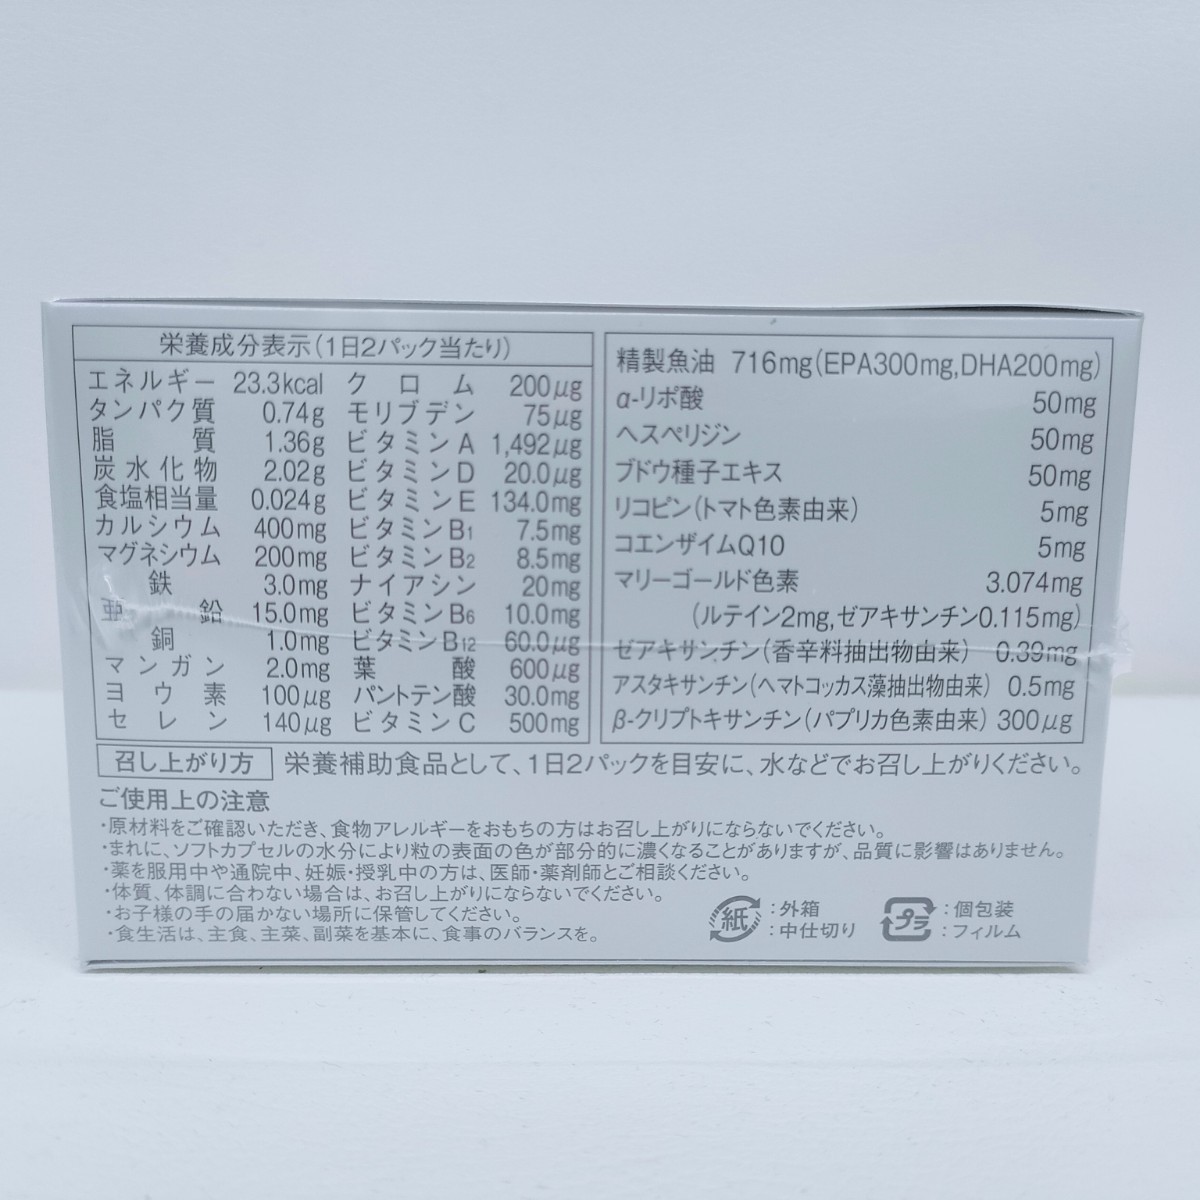 栄養成分表示(1日2パック当たり)
エネルギー 23.3kcal
タンパク質 0.74g
脂質 1.36g
炭水化物 2.02g
食塩相当量 0.024g
カルシウム 400mg
マグネシウム 200mg
鉄 3.0mg
亜鉛 15.0mg
銅 1.0mg
マンガン 2.0mg
ヨウ素 100μg
セレン 140μg
クロム 200μg
モリブデン 75μg
ビタミンA 1,492μg
ビタミンD 20.0μg
ビタミンE 134.0mg
ビタミンB1 7.5mg
ビタミンB2 8.5mg
ナイアシン 20mg
ビタミンB6 10.0mg
ビタミンB12 60.0μg
葉酸 600μg
パントテン酸 30.0mg
ビタミンC 500mg
精製魚油 716mg(EPA300mg,DHA200mg)
α-リポ酸 50mg
ヘスペリジン 50mg
ブドウ種子エキス 50mg
リコピン(トマト色素由来) 5mg
コエンザイムQ10 5mg
マリーゴールド色素 3.074mg
(ルテイン2mg,ゼアキサンチン0.115mg)
ゼアキサンチン(香辛料抽出物由来) 0.39mg
アスタキサンチン(ヘマトコッカス藻抽出物由来) 0.5mg
β-クリプトキサンチン(パプリカ色素由来) 300μg
召し上がり方 栄養補助食品として、1日2パックを目安に、水などでお召し上がりください。
ご使用上の注意
・原材料をご確認いただき、食物アレルギーをおもちの方はお召し上がりにならないでください。
・まれに、ソフトカプセルの水分により粒の表面の色が部分的に濃くなることがありますが、品質に影響はありません。
・薬を服用中や通院中、妊娠・授乳中の方は、医師・薬剤師とご相談ください。
・体質、体調に合わない場合は、お召し上がりにならないでください。
・お子様の手の届かない場所に保管してください。
・食生活は、主食、主菜、副菜を基本に、食事のバランスを。
紙 :外箱
:中仕切り
プラ :個包装
:フィルム